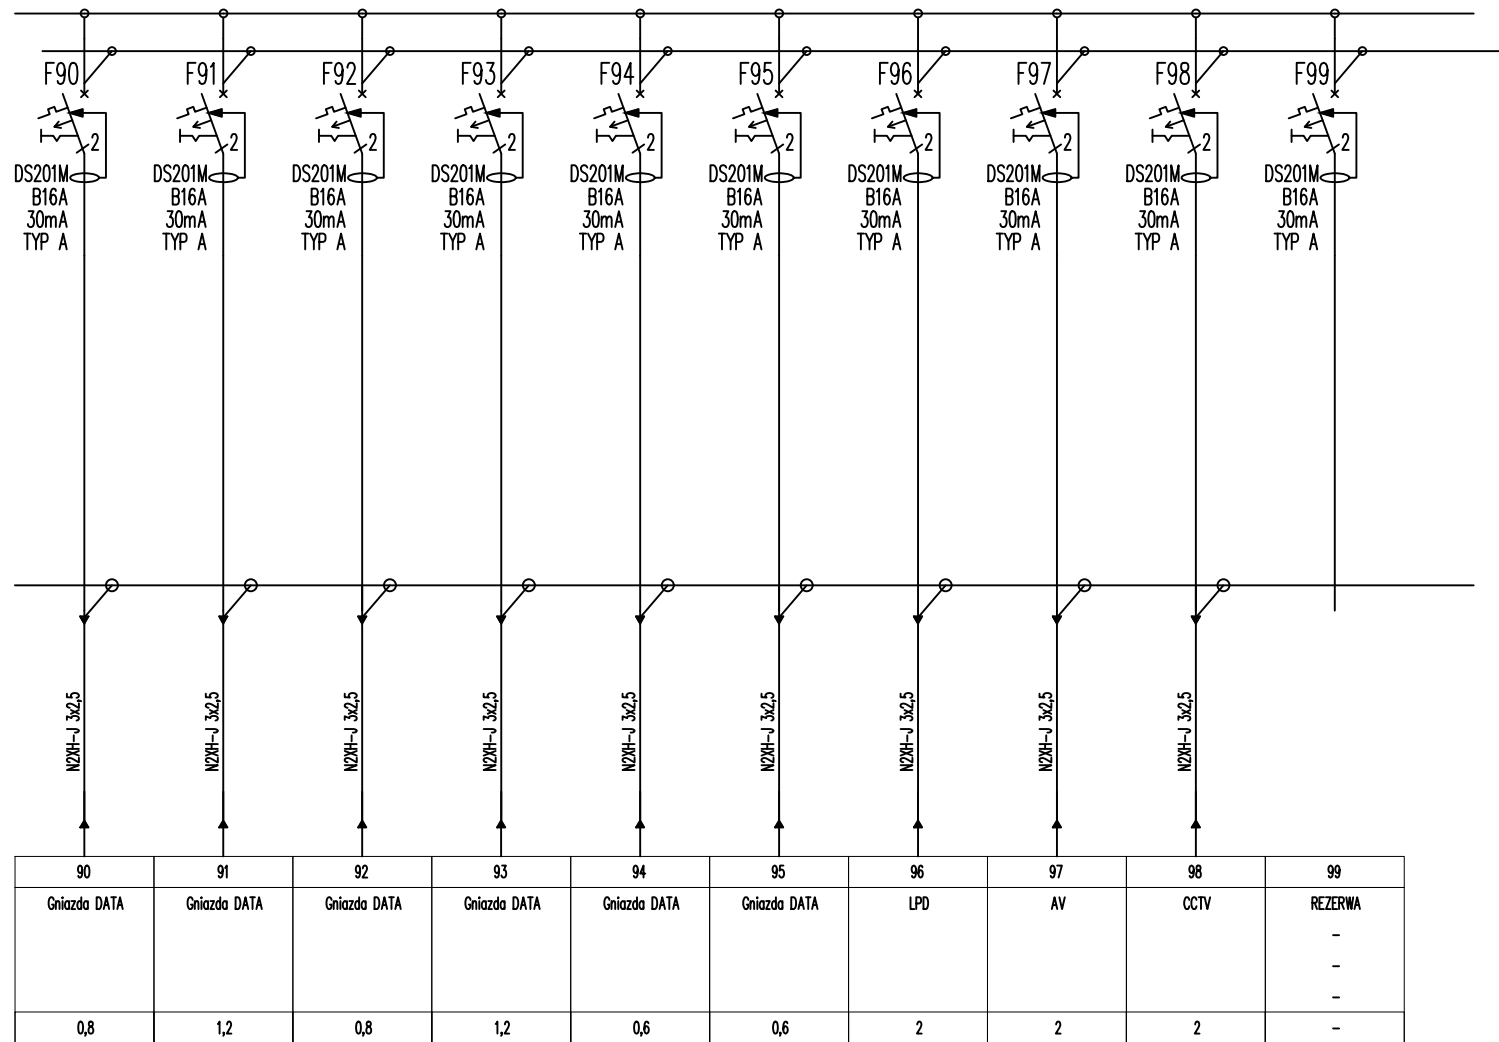 F90 F91 F92 F93 F94 F95 F96 F97 F98 F99
2 2 2 2 2 2 2 2 2 2
DS201M DS201M DS201M DS201M DS201M DS201M DS201M DS201M DS201M DS201M
B16A B16A B16A B16A B16A B16A B16A B16A B16A B16A
30mA 30mA 30mA 30mA 30mA 30mA 30mA 30mA 30mA 30mA
TYP A TYP A TYP A TYP A TYP A TYP A TYP A TYP A TYP A TYP A
N2XH-J 3x2,5 N2XH-J 3x2,5 N2XH-J 3x2,5 N2XH-J 3x2,5 N2XH-J 3x2,5 N2XH-J 3x2,5 N2XH-J 3x2,5 N2XH-J 3x2,5 N2XH-J 3x2,5
90 91 92 93 94 95 96 97 98 99
Gniazda DATA Gniazda DATA Gniazda DATA Gniazda DATA Gniazda DATA Gniazda DATA LPD AV CCTV REZERWA
-
-
-
0,8 1,2 0,8 1,2 0,6 0,6 2 2 2 -